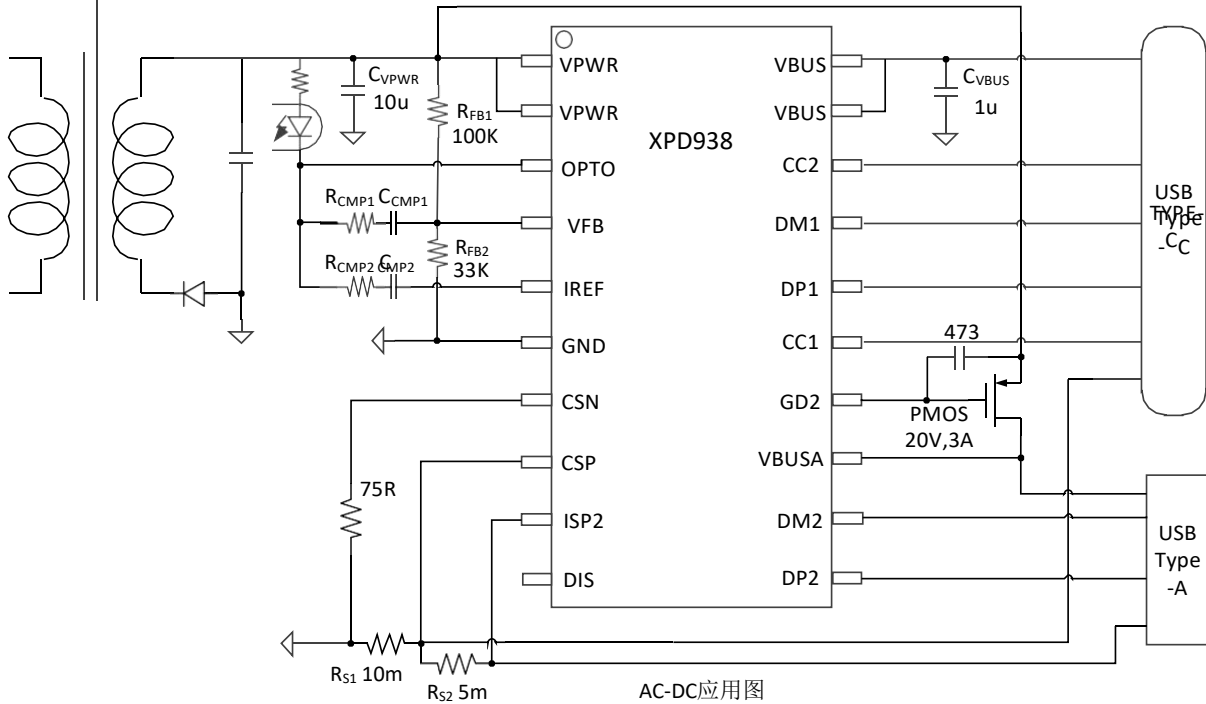 XPD938
VPWR
VPWR
OPTO
VFB
IREF
GND
CSN
CSP
ISP2
DIS
VBUS
VBUS
CC2
DM1
DP1
CC1
GD2
VBUSA
DM2
DP2
CVPWR
10u
RFB1
100K
RCMP1 CCMP1
RFB2
33K
RCMP2 CCMP2
75R
RS1 10m
RS2 5m
CVBUS
1u
473
PMOS
20V,3A
USB
TYPE-
C
USB
Type
-C
USB
Type
-A
AC-DC应用图